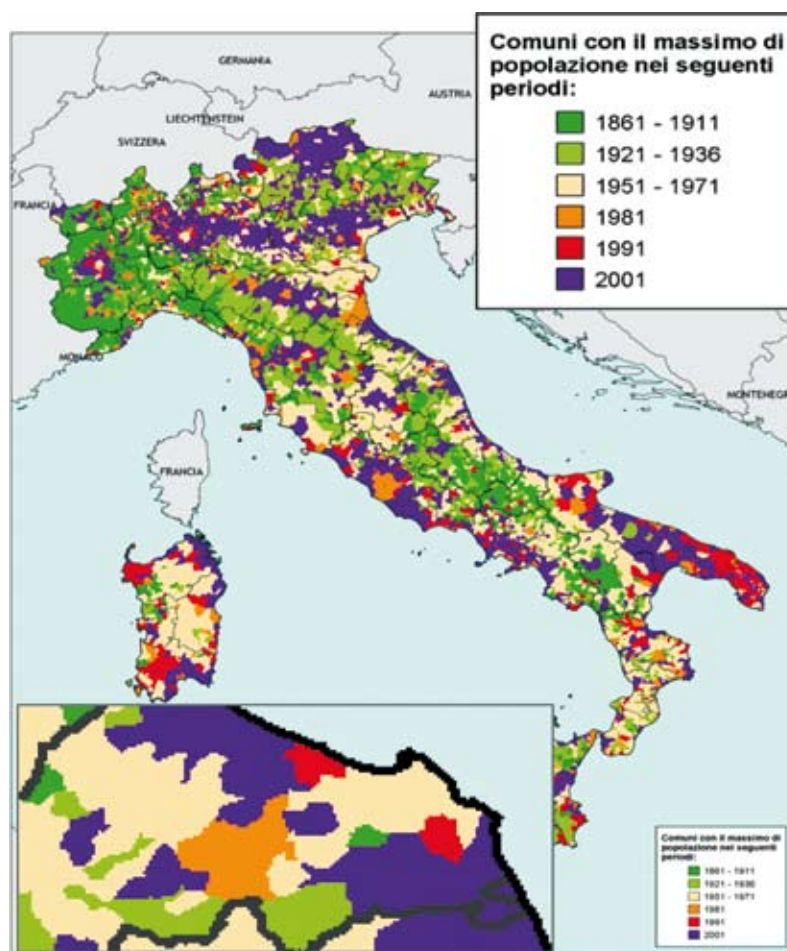 Comuni con il massimo di
popolazione nei seguenti
periodi:
1861 - 1911
1921 - 1936
1951 - 1971
1981
1991
2001
GERMANIA
AUSTRIA
LIECHTENSTEIN
SVIZZERA
FRANCIA
S
MONACO
MONTENEGR
FRANCIA
Comuni con il massimo di
popolazione nei seguenti
periodi:
1861 - 1911
1921 - 1936
1951 - 1971
1981
1991
2001